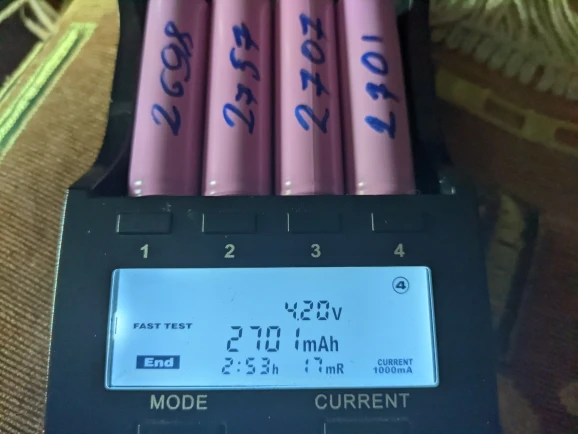 2698
2757
2707
2701
1 2 3 4
4
4.20v
FAST TEST
2701mAh
End
2:53h 17mR
CURRENT
1000mA
MODE CURRENT